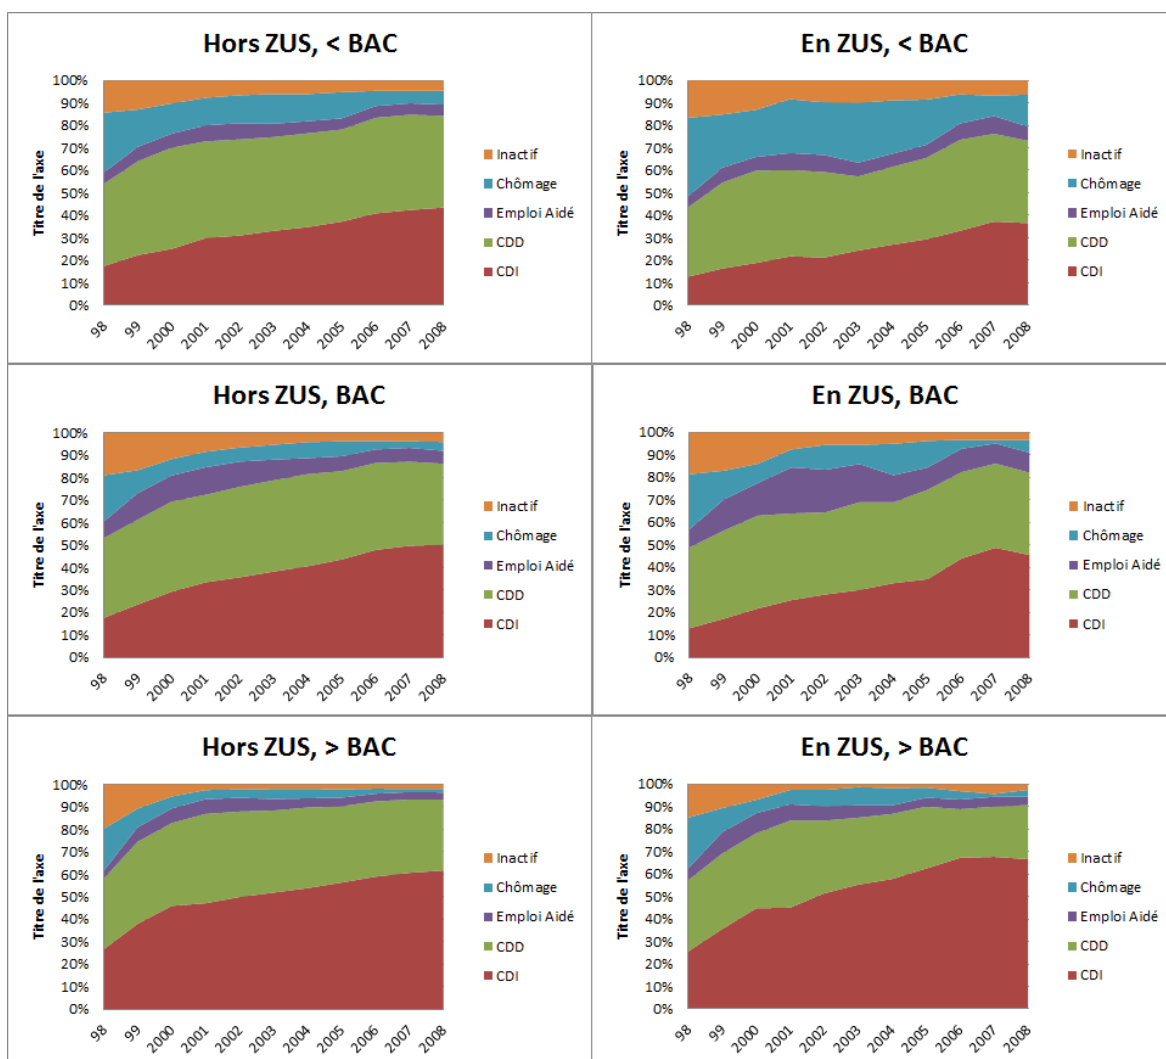 Hors ZUS, < BAC
100%
90%
80%
70%
60%
50%
40%
30%
20%
10%
0%
Titre de l'axe
98 99 2000 2001 2002 2003 2004 2005 2006 2007 2008
Inactif
Chômage
Emploi Aidé
CDD
CDI
En ZUS, < BAC
100%
90%
80%
70%
60%
50%
40%
30%
20%
10%
0%
Titre de l'axe
98 99 2000 2001 2002 2003 2004 2005 2006 2007 2008
Inactif
Chômage
Emploi Aidé
CDD
CDI
Hors ZUS, BAC
100%
90%
80%
70%
60%
50%
40%
30%
20%
10%
0%
Titre de l'axe
98 99 2000 2001 2002 2003 2004 2005 2006 2007 2008
Inactif
Chômage
Emploi Aidé
CDD
CDI
En ZUS, BAC
100%
90%
80%
70%
60%
50%
40%
30%
20%
10%
0%
Titre de l'axe
98 99 2000 2001 2002 2003 2004 2005 2006 2007 2008
Inactif
Chômage
Emploi Aidé
CDD
CDI
Hors ZUS, > BAC
100%
90%
80%
70%
60%
50%
40%
30%
20%
10%
0%
Titre de l'axe
98 99 2000 2001 2002 2003 2004 2005 2006 2007 2008
Inactif
Chômage
Emploi Aidé
CDD
CDI
En ZUS, > BAC
100%
90%
80%
70%
60%
50%
40%
30%
20%
10%
0%
Titre de l'axe
98 99 2000 2001 2002 2003 2004 2005 2006 2007 2008
Inactif
Chômage
Emploi Aidé
CDD
CDI